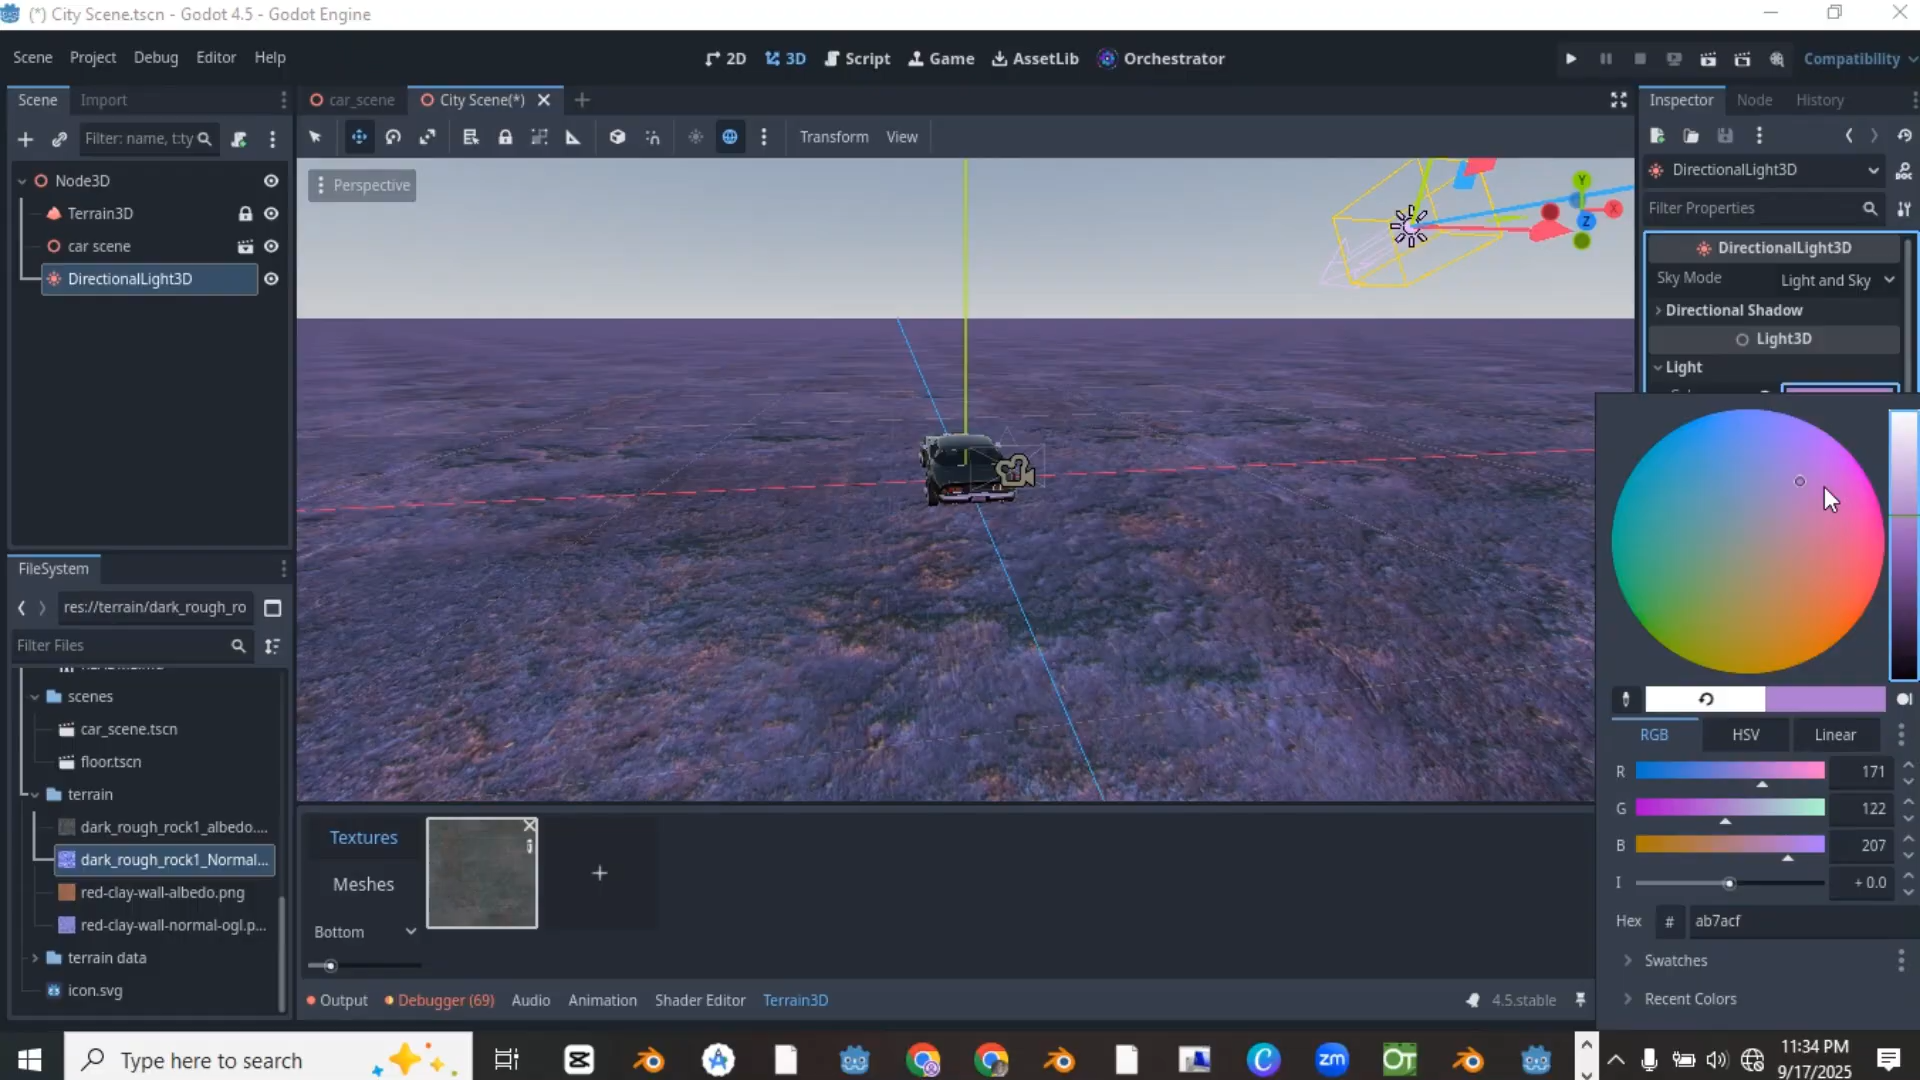 (*) City Scene.tscn - Godot 4.5 - Godot Engine
Scene Project Debug Editor Help
2D 3D Script Game AssetLib Orchestrator
Compatibility
Scene Import
car_scene City Scene(*)
Inspector Node History
Filter: name, t:ty
Transform View
Perspective
Node3D
Terrain3D
car scene
DirectionalLight3D
DirectionalLight3D
Filter Properties
DirectionalLight3D
Sky Mode Light and Sky
Directional Shadow
Light3D
Light
Y
X
Z
FileSystem
res://terrain/dark_rough_ro
Filter Files
scenes
car_scene.tscn
floor.tscn
terrain
dark_rough_rock1_albedo....
dark_rough_rock1_Normal...
red-clay-wall-albedo.png
red-clay-wall-normal-ogl.p...
terrain data
icon.svg
Textures
Meshes
Bottom
RGB HSV Linear
R 171
G 122
B 207
I + 0.0
Hex # ab7acf
Swatches
Recent Colors
Output Debugger (69) Audio Animation Shader Editor Terrain3D
4.5.stable
Type here to search
zm
OT
11:34 PM
9/17/2025